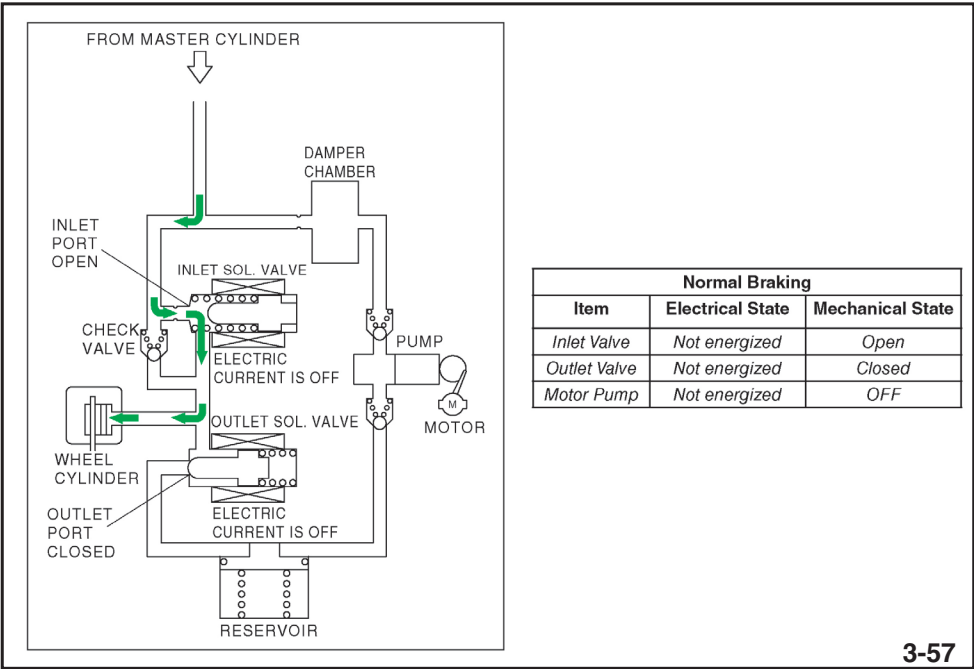 FROM MASTER CYLINDER
DAMPER
CHAMBER
INLET
PORT
OPEN
INLET SOL. VALVE
CHECK
VALVE
ELECTRIC
CURRENT IS OFF
PUMP
M
MOTOR
OUTLET SOL. VALVE
WHEEL
CYLINDER
OUTLET
PORT
CLOSED
ELECTRIC
CURRENT IS OFF
RESERVOIR
Normal Braking
Item Electrical State Mechanical State
Inlet Valve Not energized Open
Outlet Valve Not energized Closed
Motor Pump Not energized OFF
3-57